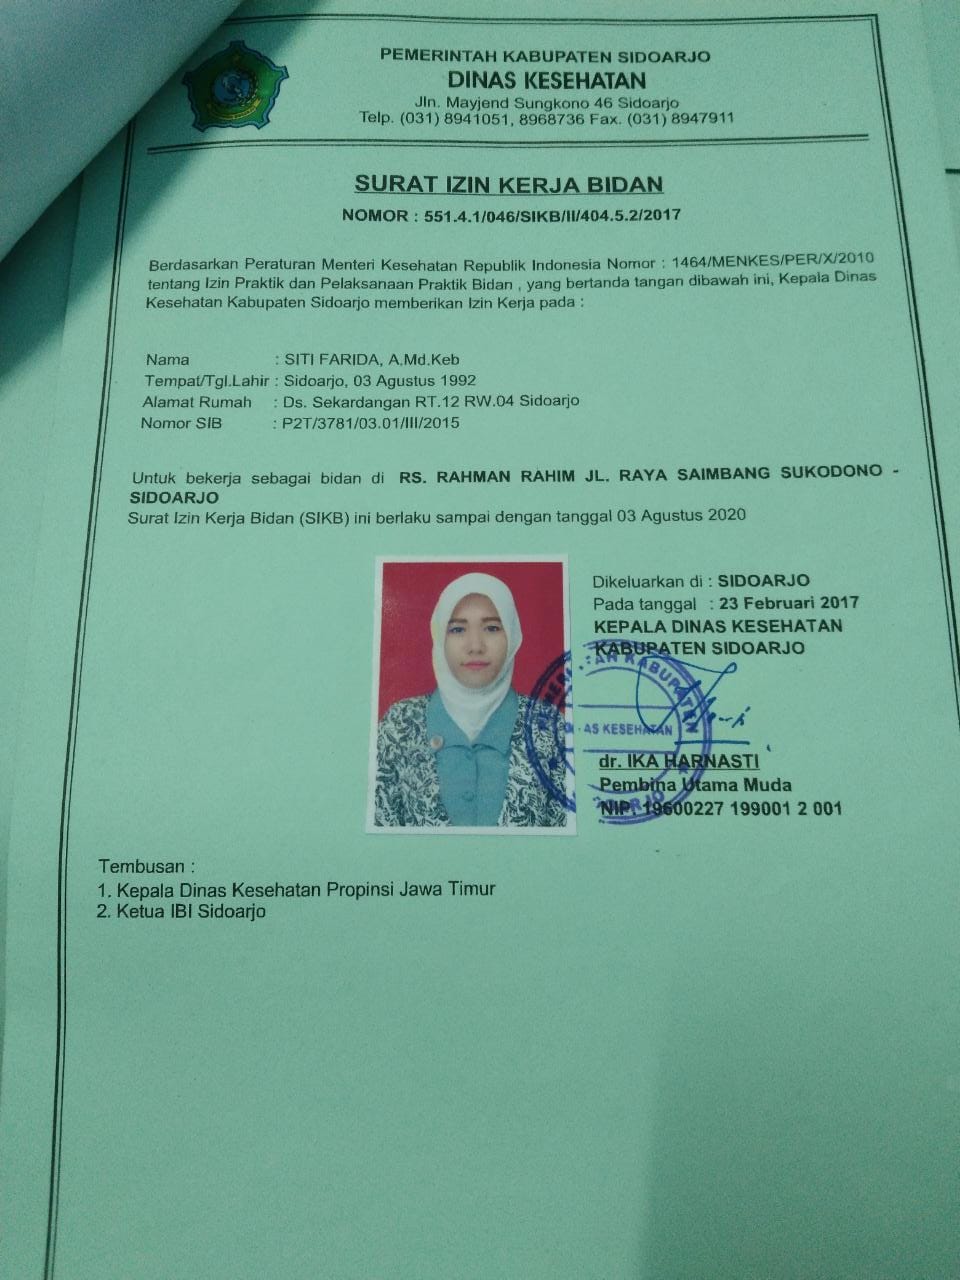 PEMERINTAH KABUPATEN SIDOARJO
DINAS KESEHATAN
Jln. Mayjend Sungkono 46 Sidoarjo
Telp. (031) 8941051, 8968736 Fax. (031) 8947911
SURAT IZIN KERJA BIDAN
NOMOR : 551.4.1/046/SIKB/II/404.5.2/2017
Berdasarkan Peraturan Menteri Kesehatan Republik Indonesia Nomor : 1464/MENKES/PER/X/2010
tentang Izin Praktik dan Pelaksanaan Praktik Bidan , yang bertanda tangan dibawah ini, Kepala Dinas
Kesehatan Kabupaten Sidoarjo memberikan Izin Kerja pada :
Nama : SITI FARIDA, A.Md.Keb
Tempat/Tgl.Lahir : Sidoarjo, 03 Agustus 1992
Alamat Rumah : Ds. Sekardangan RT.12 RW.04 Sidoarjo
Nomor SIB : P2T/3781/03.01/III/2015
Untuk bekerja sebagai bidan di RS. RAHMAN RAHIM JL. RAYA SAIMBANG SUKODONO -
SIDOARJO
Surat Izin Kerja Bidan (SIKB) ini berlaku sampai dengan tanggal 03 Agustus 2020
Dikeluarkan di : SIDOARJO
Pada tanggal : 23 Februari 2017
KEPALA DINAS KESEHATAN
KABUPATEN SIDOARJO
AS KESEHATAN
dr. IKA HARNASTI
Pembina Utama Muda
NIP. 19600227 199001 2 001
Tembusan :
1. Kepala Dinas Kesehatan Propinsi Jawa Timur
2. Ketua IBI Sidoarjo